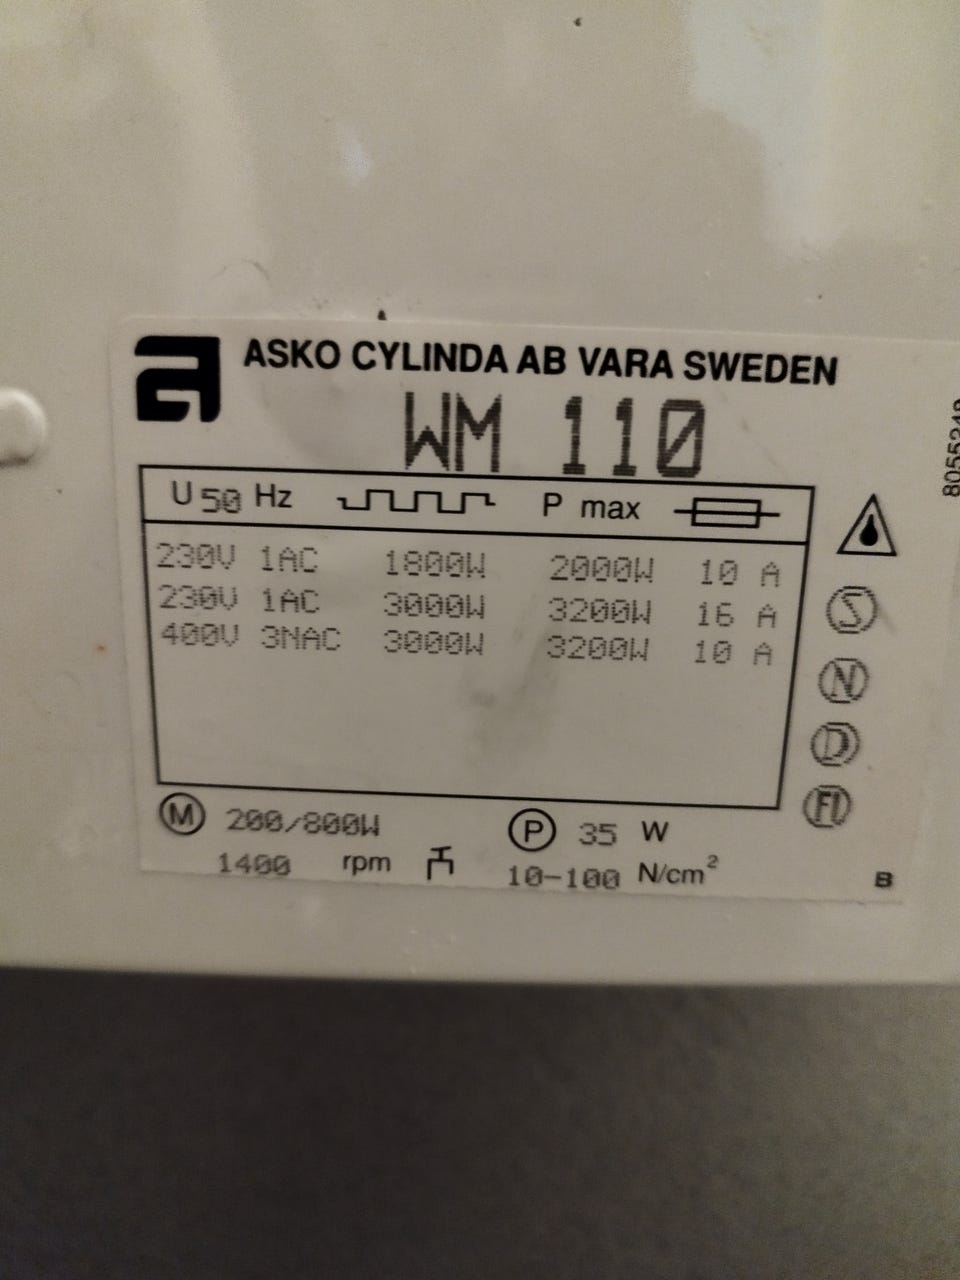 a ASKO CYLINDA AB VARA SWEDEN
WM 110
U 50 Hz P max
230V 1AC 1800W 2000W 10 A
230V 1AC 3000W 3200W 16 A
400V 3NAC 3000W 3200W 10 A
M 200/800W P 35 W
1400 rpm 10-100 N/cm²
S
N
D
FI
B